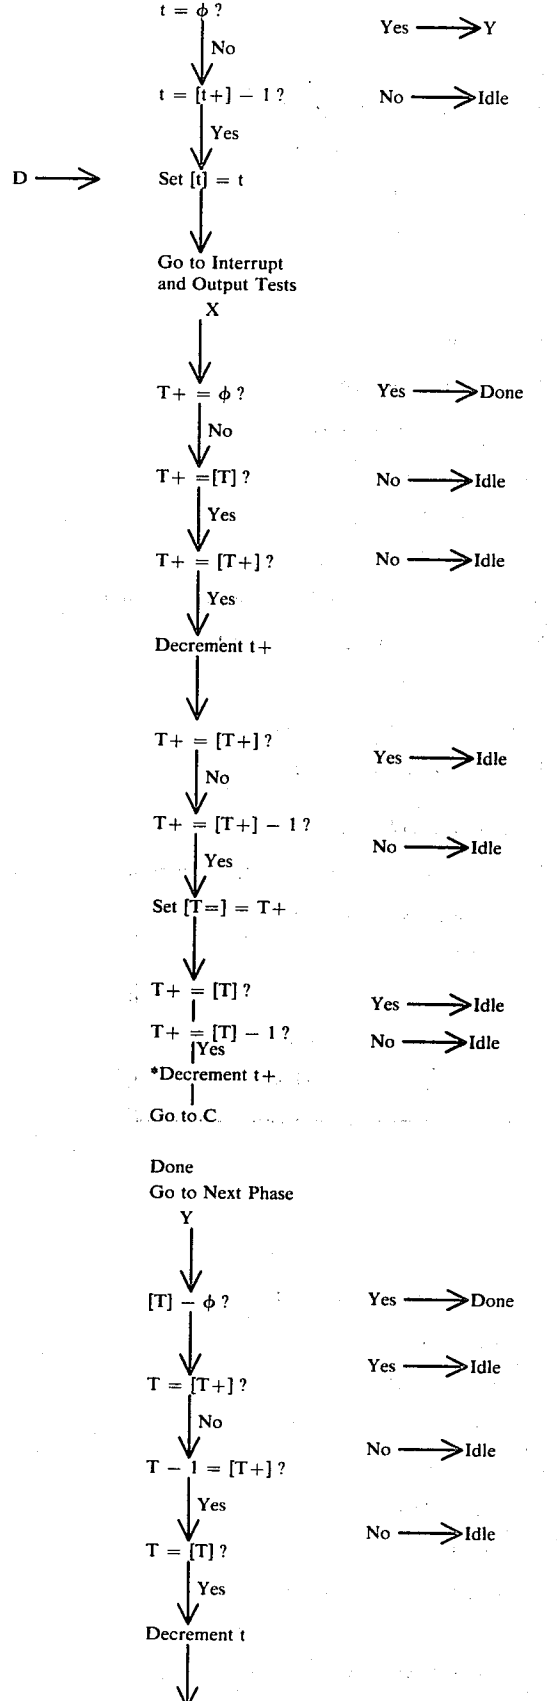 t = ϕ ?
Yes → Y
No
t = [t+] − 1 ?
No → Idle
Yes
D →
Set [t] = t
Go to Interrupt
and Output Tests
X
T+ = ϕ ?
Yes → Done
No
T+ =[T] ?
No → Idle
Yes
T+ = [T+] ?
No → Idle
Yes
Decrement t+
T+ = [T+] ?
Yes → Idle
No
T+ = [T+] − 1 ?
No → Idle
Yes
Set [T=] = T+
T+ = [T] ?
Yes → Idle
T+ = [T] − 1 ?
No → Idle
Yes
*Decrement t+
Go to C
Done
Go to Next Phase
Y
[T] − ϕ ?
Yes → Done
Yes → Idle
T = [T+] ?
No
No → Idle
T − 1 = [T+] ?
Yes
No → Idle
T = [T] ?
Yes
Decrement t